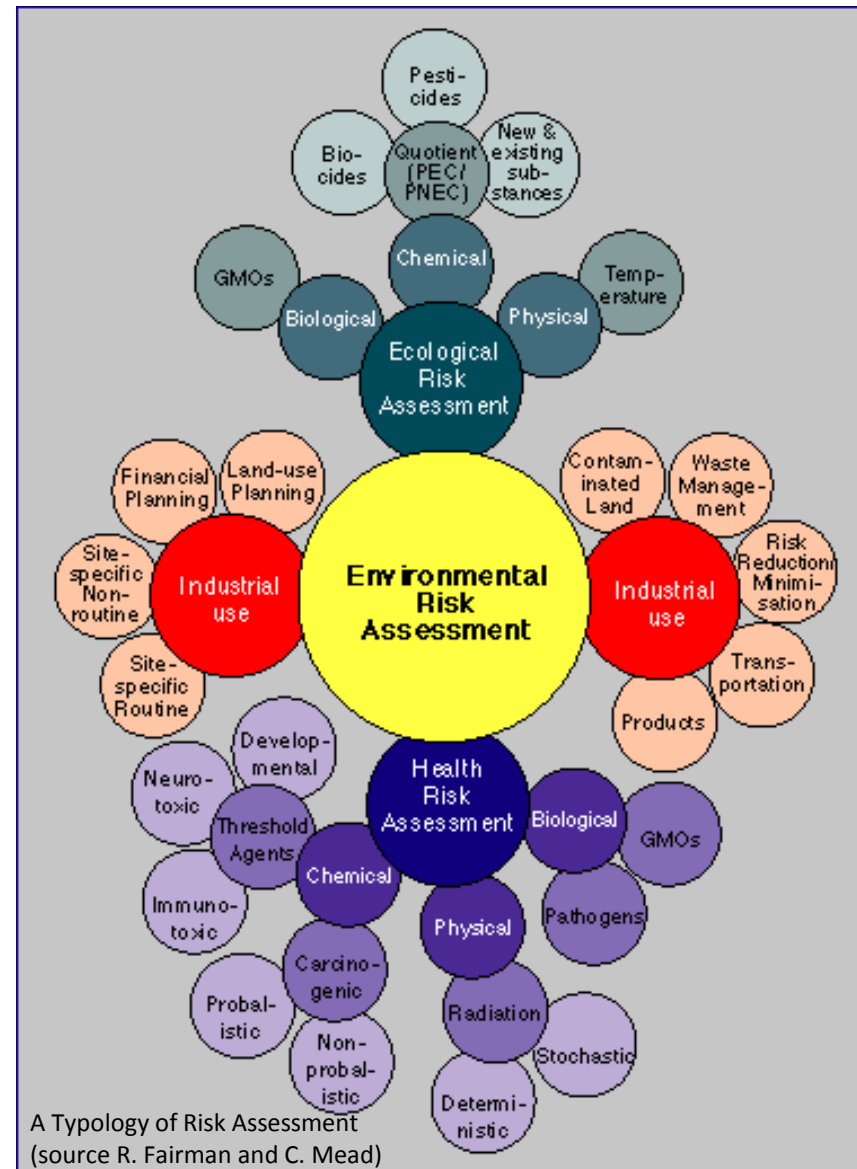 Pesti-
cides
Bio-
cides
Quotient
(PEC/
PNEC)
New &
existing
sub-
stances
GMOs
Chemical
Temp-
erature
Biological
Physical
Ecological
Risk
Assessment
Financial
Planning
Land-use
Planning
Contam-
inated
Land
Waste
Manage-
ment
Site-
specific
Non-
routine
Industrial
use
Environmental
Risk
Assessment
Industrial
use
Risk
Reduction
Minimi-
sation
Site-
specific
Routine
Trans-
portation
Products
Develop-
mental
Neuro-
toxic
Threshold
Agents
Health
Risk
Assessment
Biological
GMOs
Chemical
Immuno-
toxic
Physical
Pathogens
Carcino-
genic
Probal-
istic
Radiation
Non-
probal-
istic
Stochastic
Determi-
nistic
A Typology of Risk Assessment
(source R. Fairman and C. Mead)